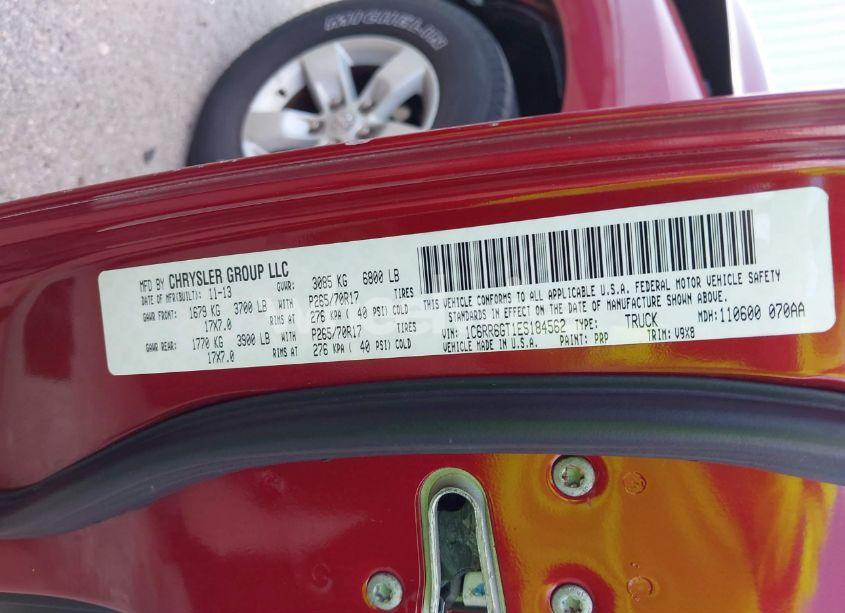 MICHELIN
MFD BY CHRYSLER GROUP LLC
DATE OF MFR(BUILT): 11-13 GVWR: 3085 KG 6800 LB
GAWR FRONT: 1679 KG 3700 LB WITH P265/70R17 TIRES
17X7.0 RIMS AT 276 KPA ( 40 PSI) COLD
GAWR REAR: 1770 KG 3900 LB WITH P265/70R17 TIRES
17X7.0 RIMS AT 276 KPA ( 40 PSI) COLD
THIS VEHICLE CONFORMS TO ALL APPLICABLE U.S.A. FEDERAL MOTOR VEHICLE SAFETY
STANDARDS IN EFFECT ON THE DATE OF MANUFACTURE SHOWN ABOVE.
VIN: 1C6RR6GT1ES184562 TYPE: TRUCK MDH: 110600 070AA
VEHICLE MADE IN U.S.A. PAINT: PRP TRIM: V9X8